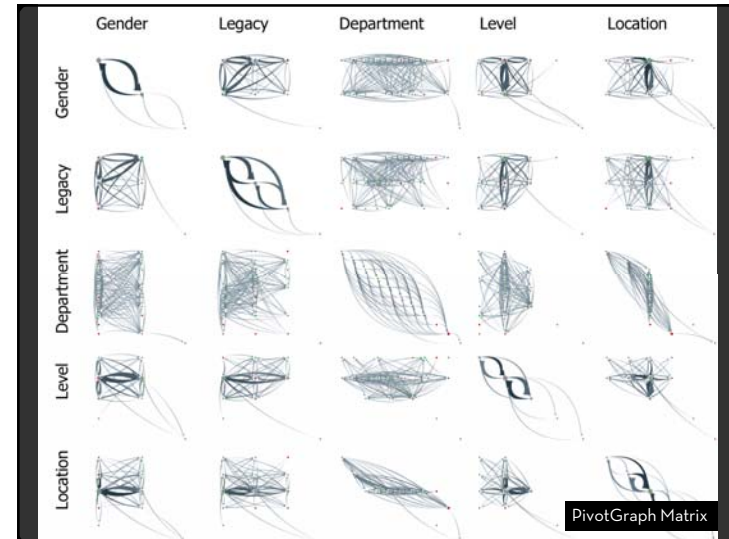 Gender Legacy Department Level Location
Gender
Legacy
Department
Level
Location
PivotGraph Matrix